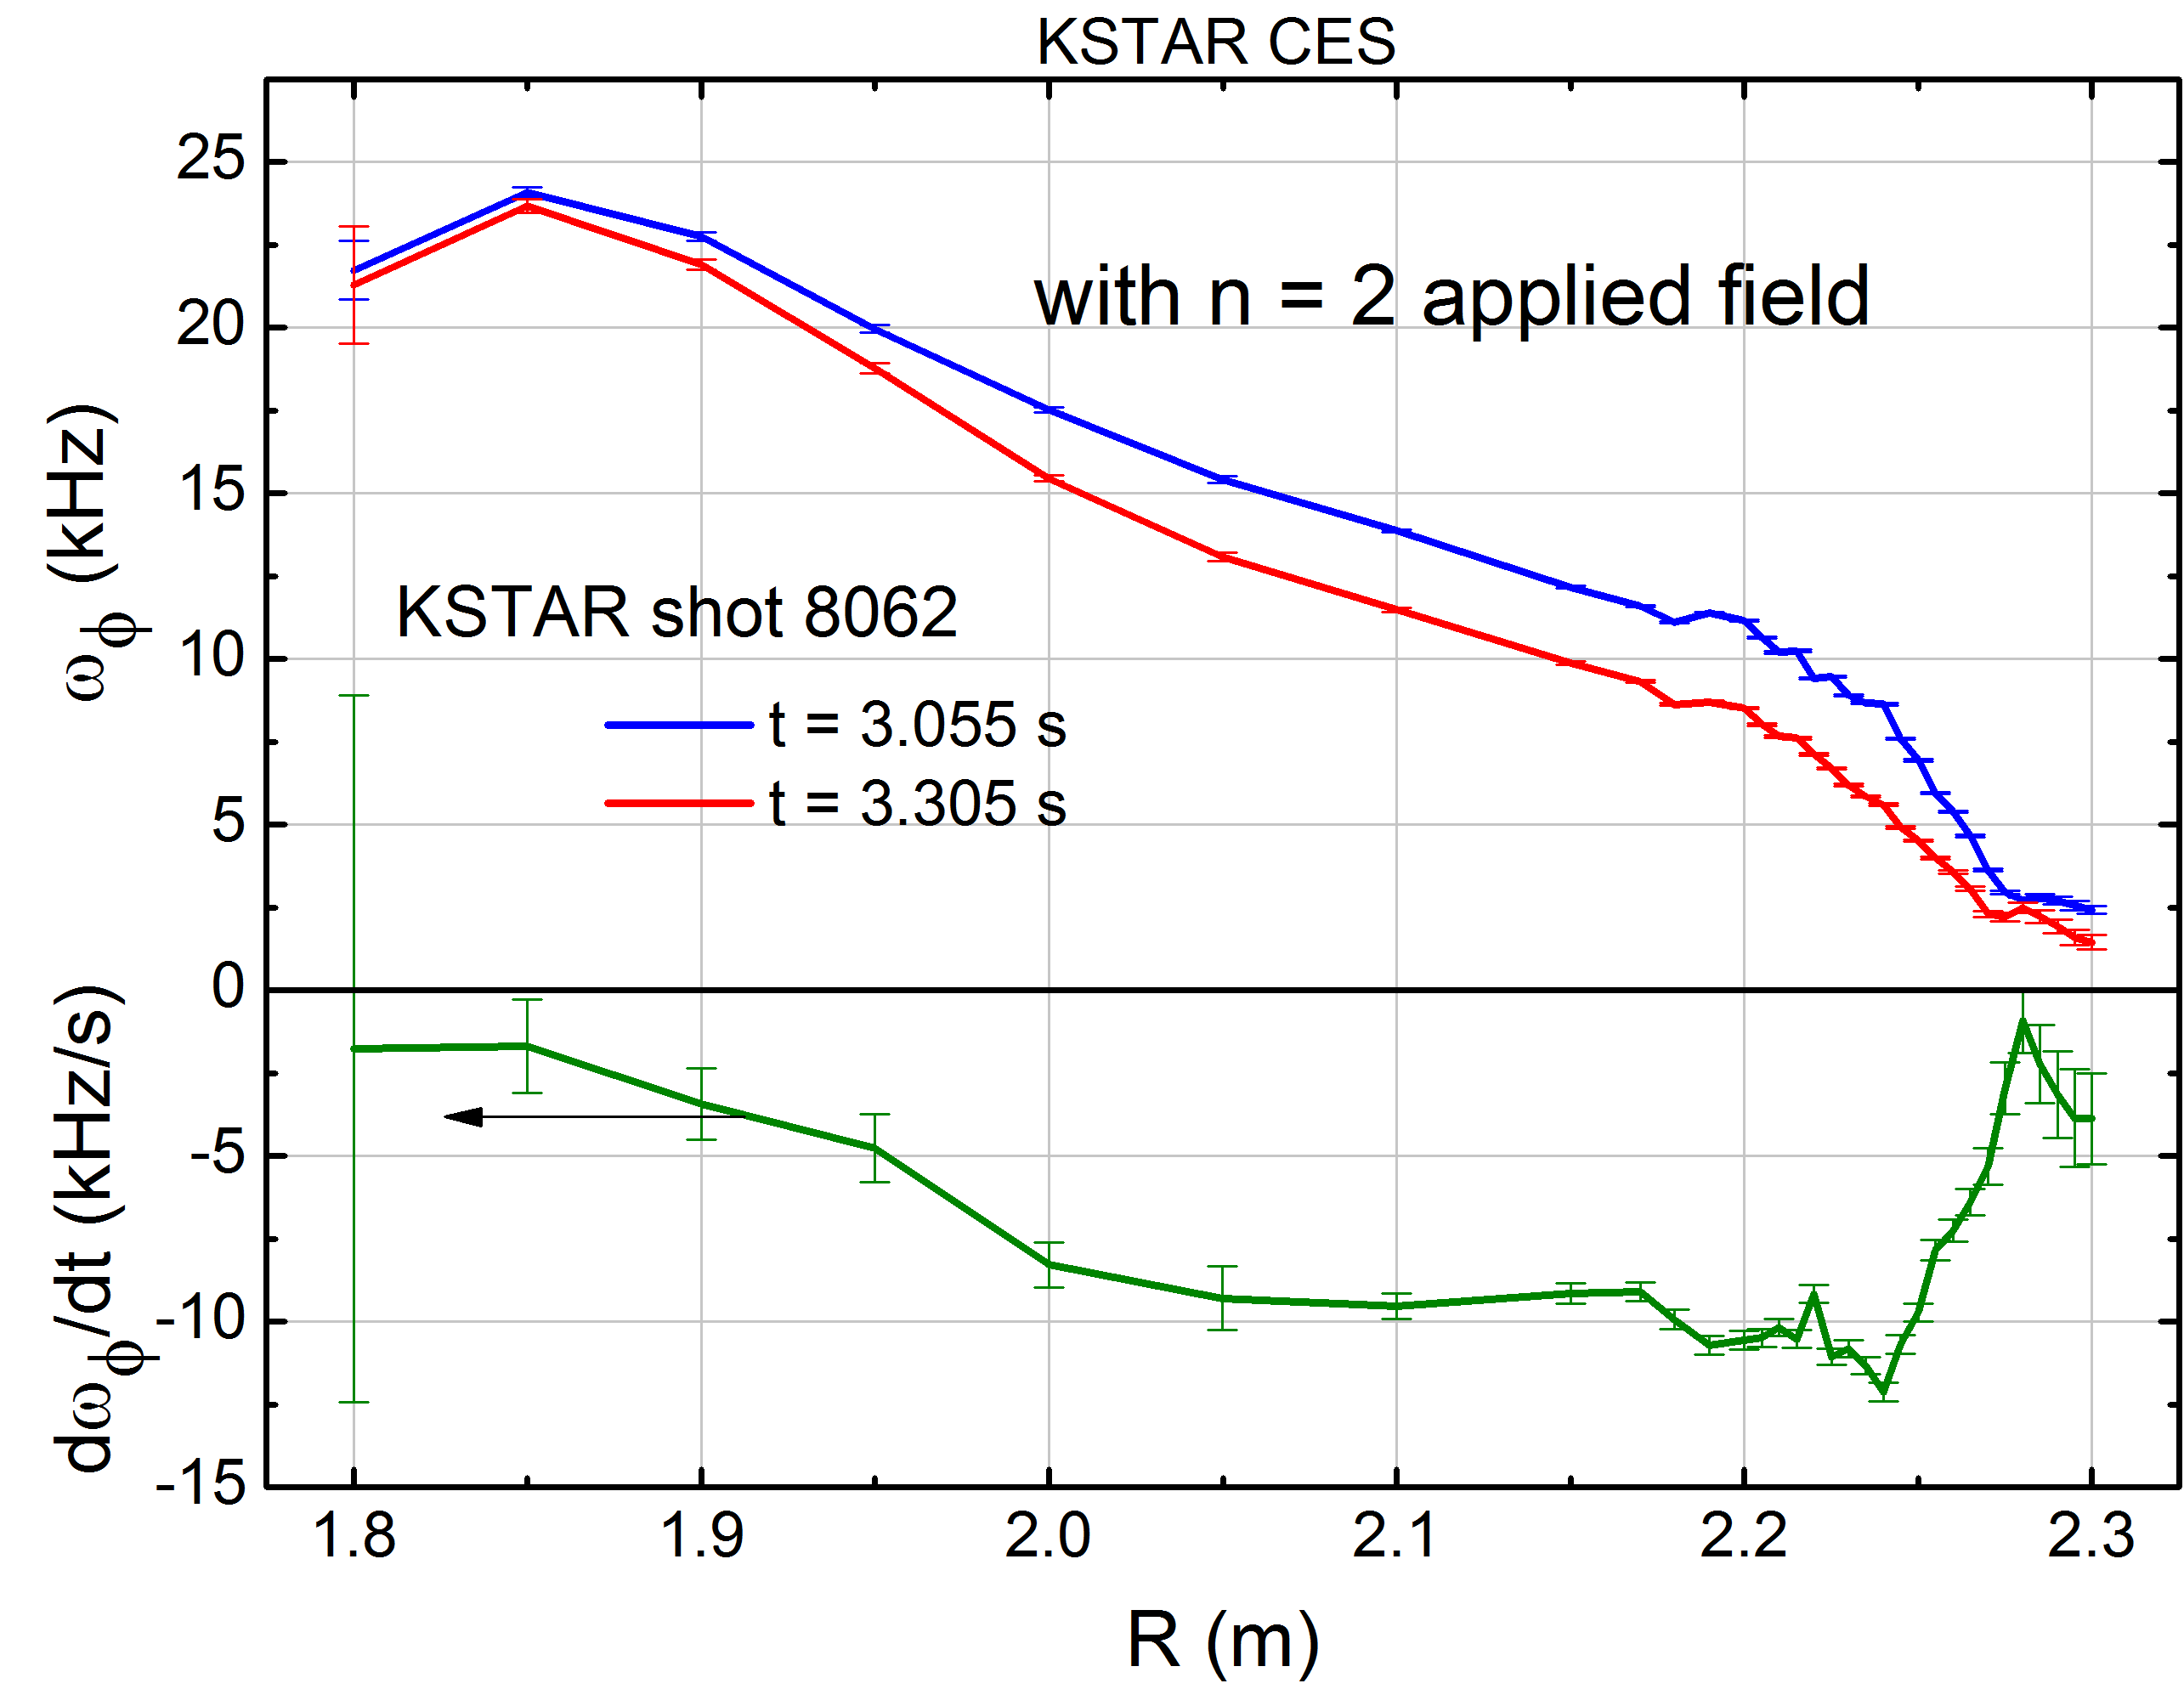 KSTAR CES
25
20
15
10
5
0
-5
-10
-15
ωϕ (kHz)
dωϕ/dt (kHz/s)
with n = 2 applied field
KSTAR shot 8062
t = 3.055 s
t = 3.305 s
1.8 1.9 2.0 2.1 2.2 2.3
R (m)